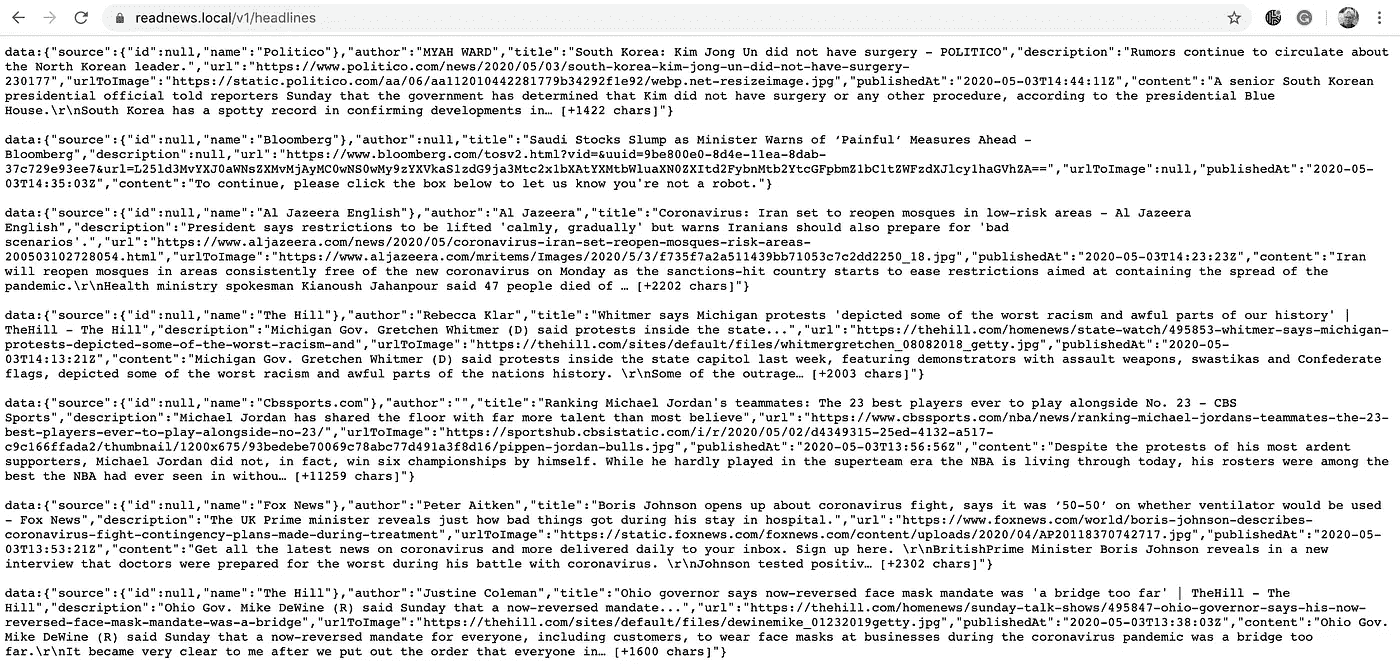 readnews.local/v1/headlines
data:{"source":{"id":null,"name":"Politico"},"author":"MYAH WARD","title":"South Korea: Kim Jong Un did not have surgery - POLITICO","description":"Rumors continue to circulate about
the North Korean leader.","url":"https://www.politico.com/news/2020/05/03/south-korea-kim-jong-un-did-not-have-surgery-
230177","urlToImage":"https://static.politico.com/aa/06/aa112010442281779b34292f1e92/webp.net-resizeimage.jpg","publishedAt":"2020-05-03T14:44:11Z","content":"A senior South Korean
presidential official told reporters Sunday that the government has determined that Kim did not have surgery or any other procedure, according to the presidential Blue
House.\r\nSouth Korea has a spotty record in confirming developments in… [+1422 chars]"}
data:{"source":{"id":null,"name":"Bloomberg"},"author":null,"title":"Saudi Stocks Slump as Minister Warns of ‘Painful’ Measures Ahead -
Bloomberg","description":null,"url":"https://www.bloomberg.com/tosv2.html?vid=&uuid=9be800e0-8d4e-11ea-8dab-
37c729e93ee7&url=L25ld3MvYXJ0aWNsZXMvMjAyMC0wNS0wMy9zYXVkaS1zdG9ja3Mtc2x1bXAtYXMtbWluaXN0ZXItd2FybnMtb2YtcGFpbmZ1bC1tZWFzdXJlcy1haGVhZA==","urlToImage":null,"publishedAt":"2020-05-
03T14:35:03Z","content":"To continue, please click the box below to let us know you're not a robot."}
data:{"source":{"id":null,"name":"Al Jazeera English"},"author":"Al Jazeera","title":"Coronavirus: Iran set to reopen mosques in low-risk areas - Al Jazeera
English","description":"President says restrictions to be lifted 'calmly, gradually' but warns Iranians should also prepare for 'bad
scenarios'.","url":"https://www.aljazeera.com/news/2020/05/coronavirus-iran-set-reopen-mosques-risk-areas-
200503102728054.html","urlToImage":"https://www.aljazeera.com/mritems/Images/2020/5/3/f735f7a2a511439bb71053c7c2dd2250_18.jpg","publishedAt":"2020-05-03T14:23:23Z","content":"Iran
will reopen mosques in areas consistently free of the new coronavirus on Monday as the sanctions-hit country starts to ease restrictions aimed at containing the spread of the
pandemic.\r\nHealth ministry spokesman Kianoush Jahanpour said 47 people died of … [+2202 chars]"}
data:{"source":{"id":null,"name":"The Hill"},"author":"Rebecca Klar","title":"Whitmer says Michigan protests 'depicted some of the worst racism and awful parts of our history' |
TheHill - The Hill","description":"Michigan Gov. Gretchen Whitmer (D) said protests inside the state...","url":"https://thehill.com/homenews/state-watch/495853-whitmer-says-michigan-
protests-depicted-some-of-the-worst-racism-and","urlToImage":"https://thehill.com/sites/default/files/whitmergretchen_08082018_getty.jpg","publishedAt":"2020-05-
03T14:13:21Z","content":"Michigan Gov. Gretchen Whitmer (D) said protests inside the state capitol last week, featuring demonstrators with assault weapons, swastikas and Confederate
flags, depicted some of the worst racism and awful parts of the nations history. \r\nSome of the outrage… [+2003 chars]"}
data:{"source":{"id":null,"name":"Cbssports.com"},"author":"","title":"Ranking Michael Jordan's teammates: The 23 best players ever to play alongside No. 23 - CBS
Sports","description":"Michael Jordan has shared the floor with far more talent than most believe","url":"https://www.cbssports.com/nba/news/ranking-michael-jordans-teammates-the-23-
best-players-ever-to-play-alongside-no-23/","urlToImage":"https://sportshub.cbsistatic.com/i/r/2020/05/02/d4349315-25ed-4132-a517-
c9c166ffada2/thumbnail/1200x675/93bedebe70069c78abc77d491a3f8d16/pippen-jordan-bulls.jpg","publishedAt":"2020-05-03T13:56:56Z","content":"Despite the protests of his most ardent
supporters, Michael Jordan did not, in fact, win six championships by himself. While he hardly played in the superteam era the NBA is living through today, his rosters were among the
best the NBA had ever seen in withou… [+11259 chars]"}
data:{"source":{"id":null,"name":"Fox News"},"author":"Peter Aitken","title":"Boris Johnson opens up about coronavirus fight, says it was ‘50-50’ on whether ventilator would be used
- Fox News","description":"The UK Prime minister reveals just how bad things got during his stay in hospital.","url":"https://www.foxnews.com/world/boris-johnson-describes-
coronavirus-fight-contingency-plans-made-during-treatment","urlToImage":"https://static.foxnews.com/foxnews.com/content/uploads/2020/04/AP20118370742717.jpg","publishedAt":"2020-05-
03T13:53:21Z","content":"Get all the latest news on coronavirus and more delivered daily to your inbox. Sign up here. \r\nBritishPrime Minister Boris Johnson reveals in a new
interview that doctors were prepared for the worst during his battle with coronavirus. \r\nJohnson tested positiv… [+2302 chars]"}
data:{"source":{"id":null,"name":"The Hill"},"author":"Justine Coleman","title":"Ohio governor says now-reversed face mask mandate was 'a bridge too far' | TheHill - The
Hill","description":"Ohio Gov. Mike DeWine (R) said Sunday that a now-reversed mandate...","url":"https://thehill.com/homenews/sunday-talk-shows/495847-ohio-governor-says-his-now-
reversed-face-mask-mandate-was-a-bridge","urlToImage":"https://thehill.com/sites/default/files/dewinemike_01232019getty.jpg","publishedAt":"2020-05-03T13:38:03Z","content":"Ohio Gov.
Mike DeWine (R) said Sunday that a now-reversed mandate for everyone, including customers, to wear face masks at businesses during the coronavirus pandemic was a bridge too
far.\r\nIt became very clear to me after we put out the order that everyone in… [+1600 chars]"}